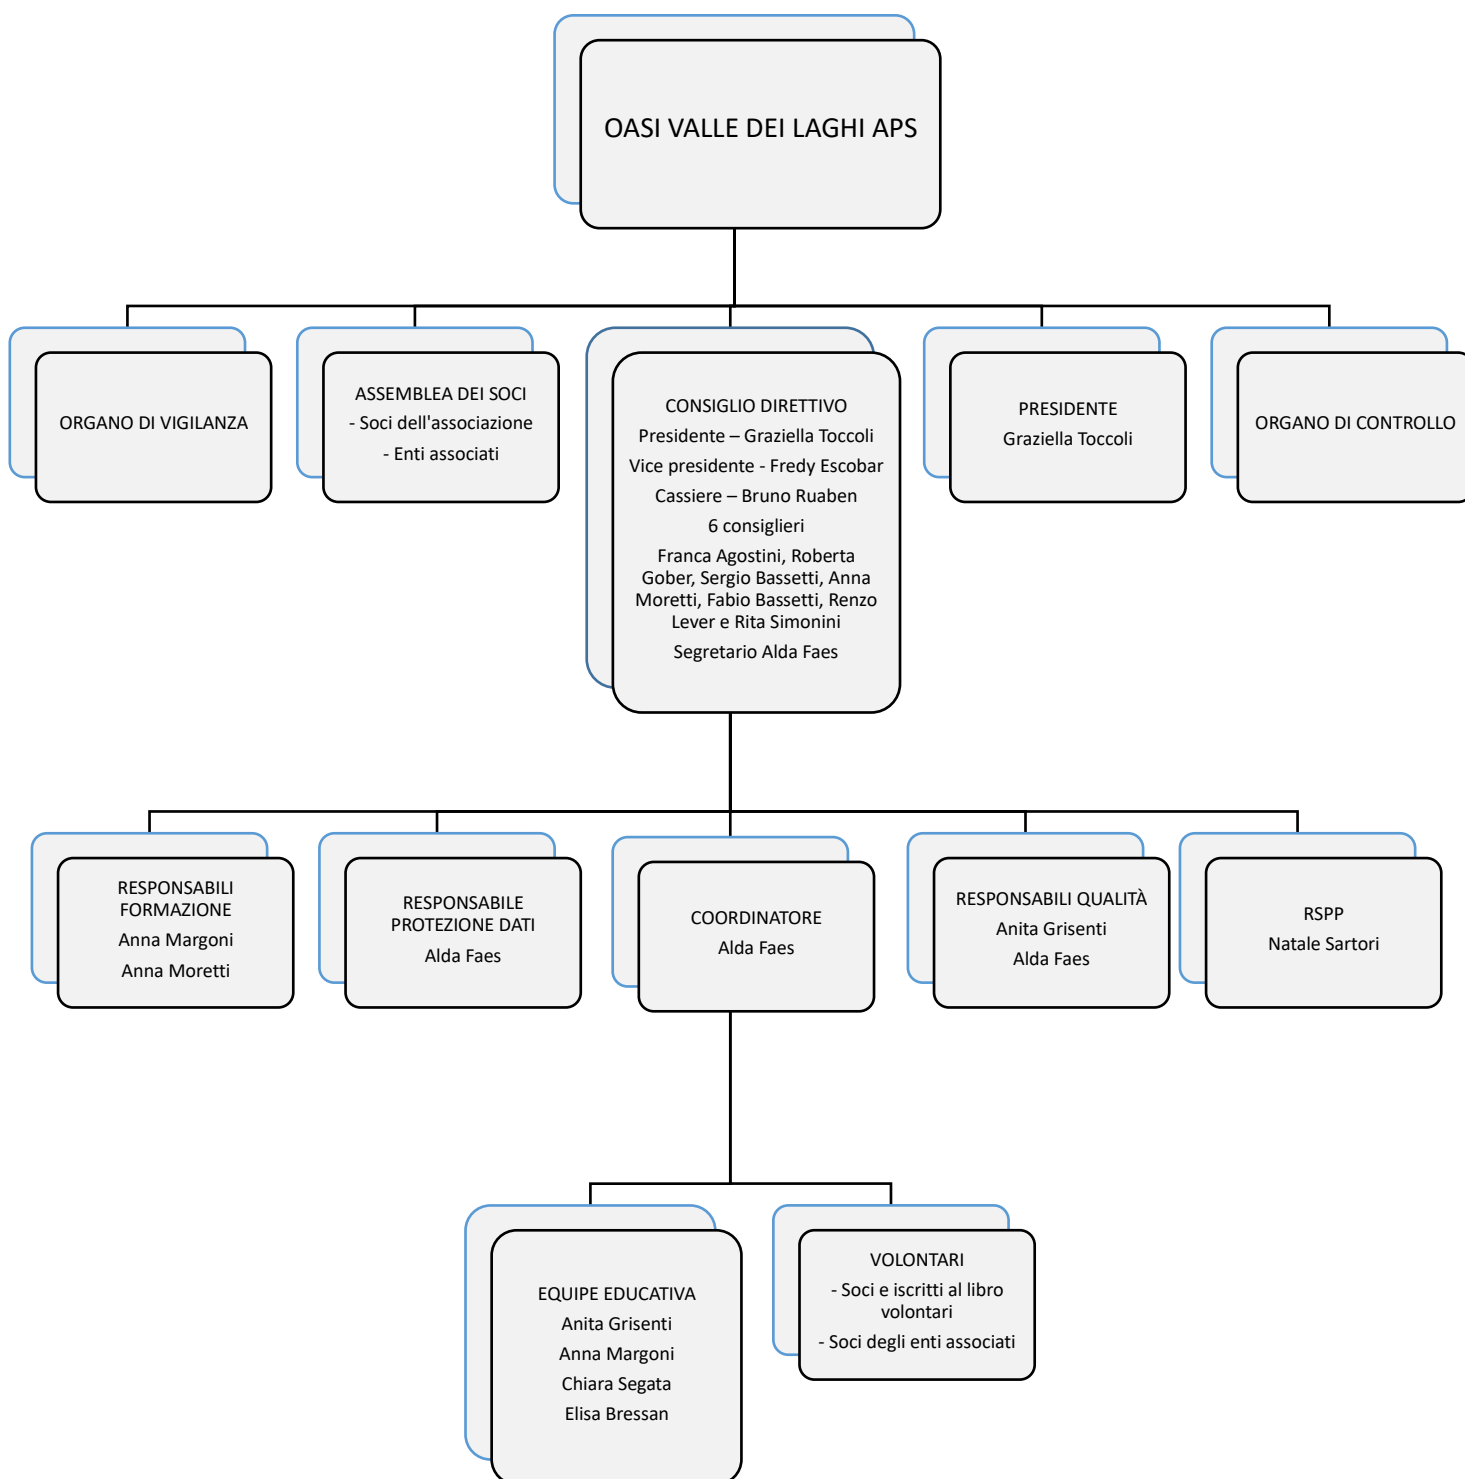 OASI VALLE DEI LAGHI APS
ORGANO DI VIGILANZA
ASSEMBLEA DEI SOCI
- Soci dell'associazione
- Enti associati
CONSIGLIO DIRETTIVO
Presidente – Graziella Toccoli
Vice presidente - Fredy Escobar
Cassiere – Bruno Ruaben
6 consiglieri
Franca Agostini, Roberta
Gober, Sergio Bassetti, Anna
Moretti, Fabio Bassetti, Renzo
Lever e Rita Simonini
Segretario Alda Faes
PRESIDENTE
Graziella Toccoli
ORGANO DI CONTROLLO
RESPONSABILI
FORMAZIONE
Anna Margoni
Anna Moretti
RESPONSABILE
PROTEZIONE DATI
Alda Faes
COORDINATORE
Alda Faes
RESPONSABILI QUALITÀ
Anita Grisenti
Alda Faes
RSPP
Natale Sartori
EQUIPE EDUCATIVA
Anita Grisenti
Anna Margoni
Chiara Segata
Elisa Bressan
VOLONTARI
- Soci e iscritti al libro
volontari
- Soci degli enti associati